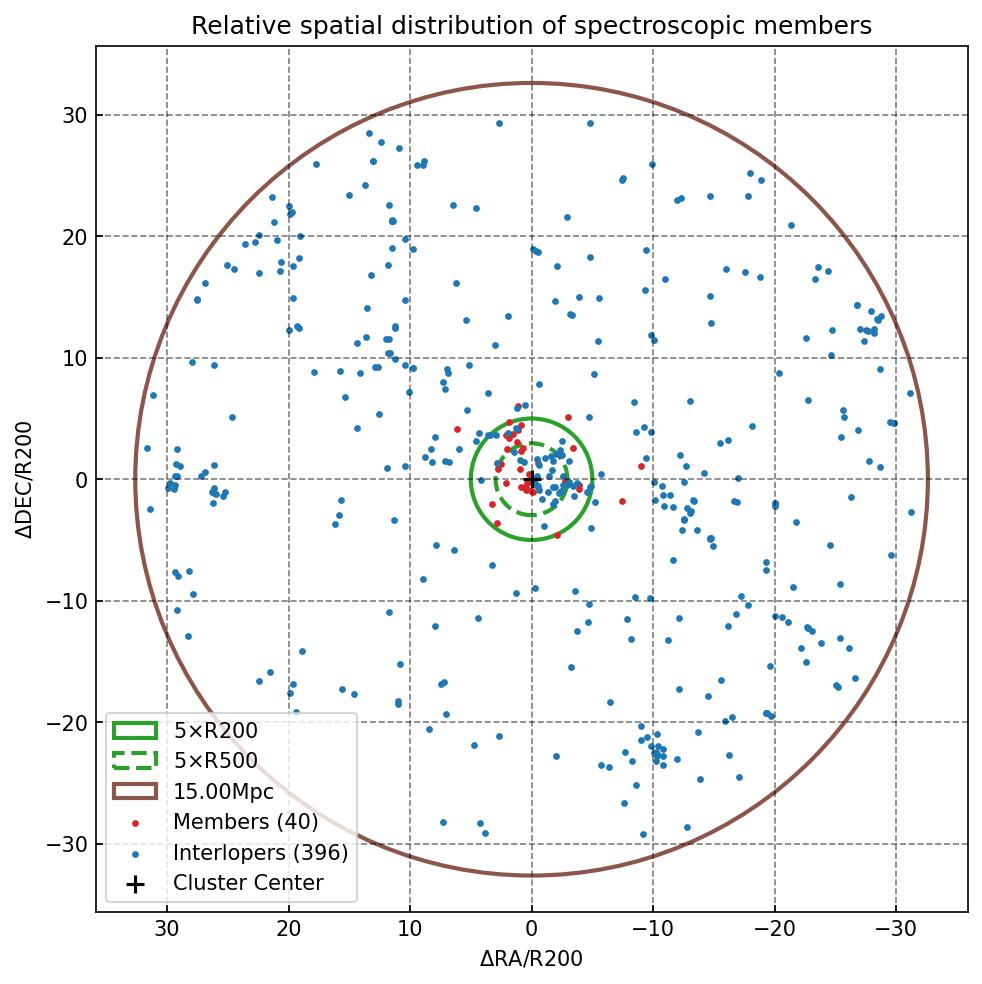 Relative spatial distribution of spectroscopic members
30
20
10
0
−10
−20
−30
ΔDEC/R200
5×R200
5×R500
15.00Mpc
Members (40)
Interlopers (396)
Cluster Center
30 20 10 0 −10 −20 −30
ΔRA/R200